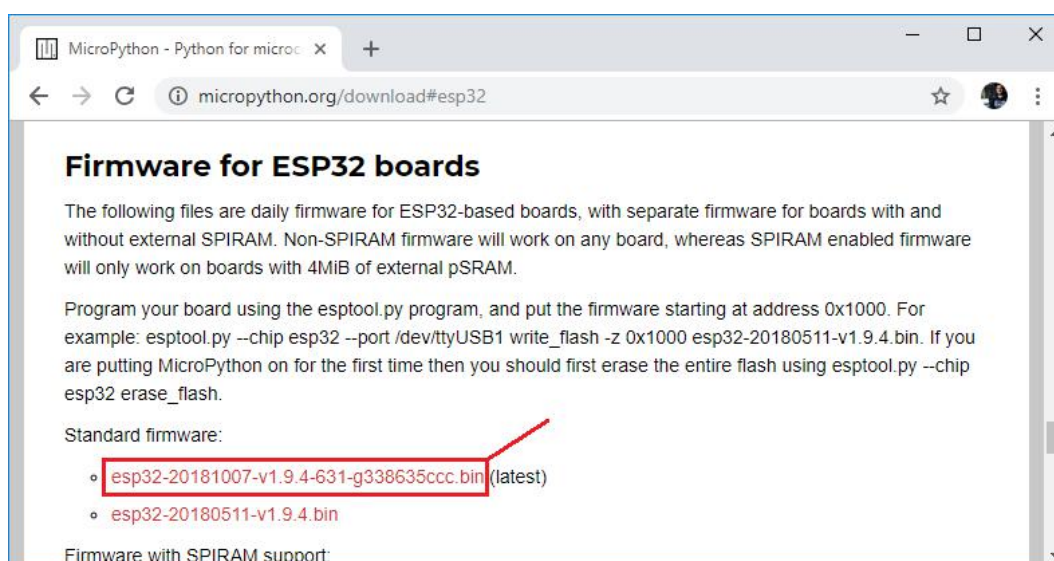 MicroPython - Python for microc
micropython.org/download#esp32
Firmware for ESP32 boards
The following files are daily firmware for ESP32-based boards, with separate firmware for boards with and
without external SPIRAM. Non-SPIRAM firmware will work on any board, whereas SPIRAM enabled firmware
will only work on boards with 4MiB of external pSRAM.
Program your board using the esptool.py program, and put the firmware starting at address 0x1000. For
example: esptool.py --chip esp32 --port /dev/ttyUSB1 write_flash -z 0x1000 esp32-20180511-v1.9.4.bin. If you
are putting MicroPython on for the first time then you should first erase the entire flash using esptool.py --chip
esp32 erase_flash.
Standard firmware:
esp32-20181007-v1.9.4-631-g338635ccc.bin (latest)
esp32-20180511-v1.9.4.bin
Firmware with SPIRAM support: